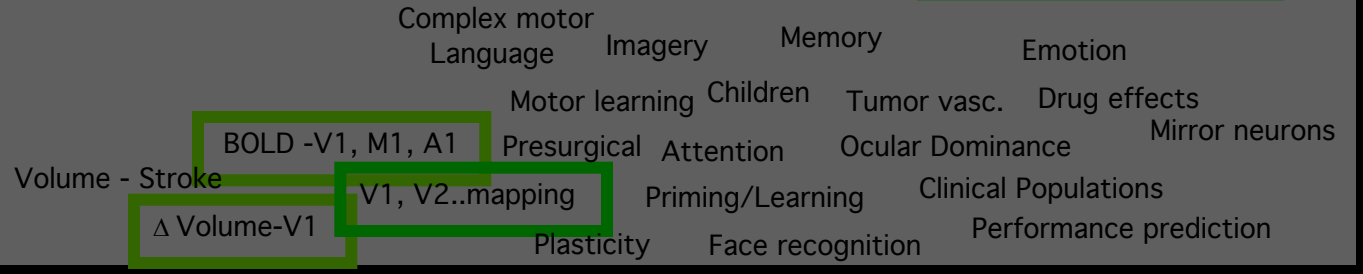 Complex motor
Language Imagery Memory Emotion
Motor learning Children Tumor vasc. Drug effects
BOLD -V1, M1, A1 Presurgical Attention Ocular Dominance Mirror neurons
Volume - Stroke V1, V2..mapping Priming/Learning Clinical Populations
Δ Volume-V1 Plasticity Face recognition Performance prediction